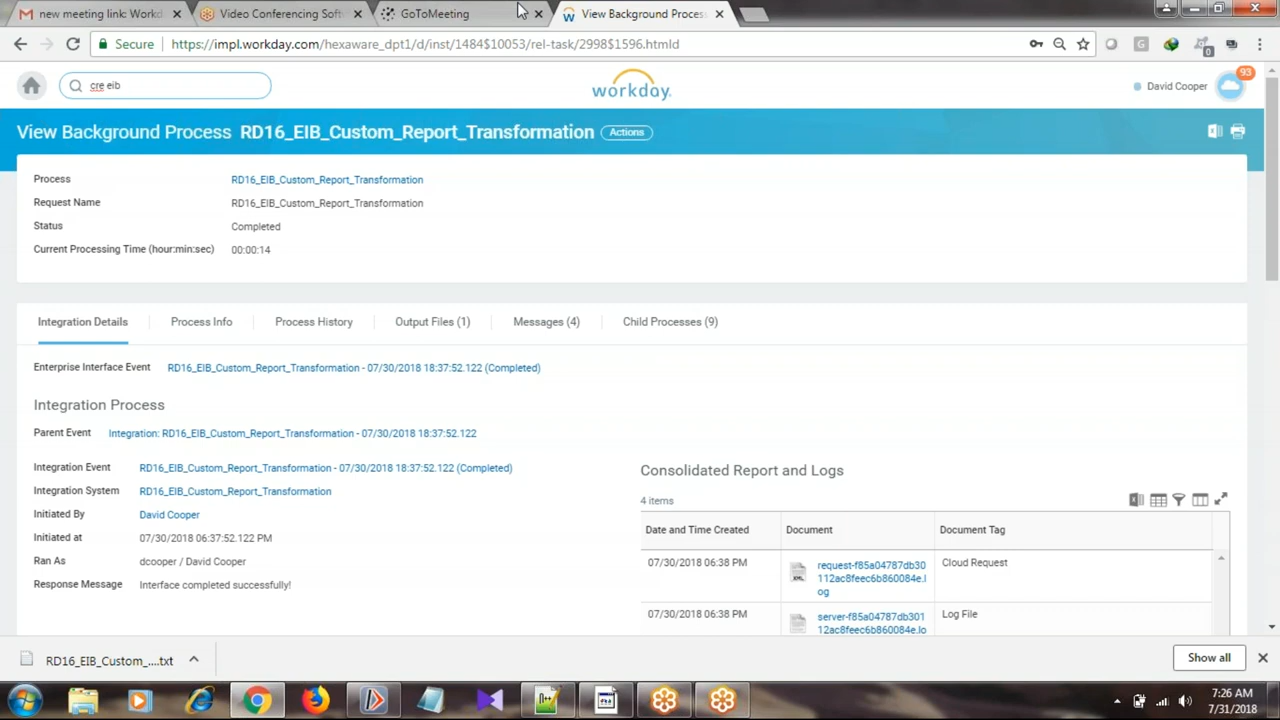 new meeting link: Workd
Video Conferencing Soft
GoToMeeting
View Background Process
Secure
https://impl.workday.com/hexaware_dpt1/d/inst/1484$10053/rel-task/2998$1596.htmld
G
0
cre eib
workday.
David Cooper
93
View Background Process RD16_EIB_Custom_Report_Transformation Actions
Process RD16_EIB_Custom_Report_Transformation
Request Name RD16_EIB_Custom_Report_Transformation
Status Completed
Current Processing Time (hour:min:sec) 00:00:14
Integration Details Process Info Process History Output Files (1) Messages (4) Child Processes (9)
Enterprise Interface Event RD16_EIB_Custom_Report_Transformation - 07/30/2018 18:37:52.122 (Completed)
Integration Process
Parent Event Integration: RD16_EIB_Custom_Report_Transformation - 07/30/2018 18:37:52.122
Integration Event RD16_EIB_Custom_Report_Transformation - 07/30/2018 18:37:52.122 (Completed)
Integration System RD16_EIB_Custom_Report_Transformation
Initiated By David Cooper
Initiated at 07/30/2018 06:37:52.122 PM
Ran As dcooper / David Cooper
Response Message Interface completed successfully!
Consolidated Report and Logs
4 items
Date and Time Created Document Document Tag
07/30/2018 06:38 PM request-f85a04787db30 Cloud Request
112ac8feec6b860084e.l
og
07/30/2018 06:38 PM server-f85a04787db301 Log File
12ac8feec6b860084e.lo
RD16_EIB_Custom_....txt
Show all
7:26 AM
7/31/2018